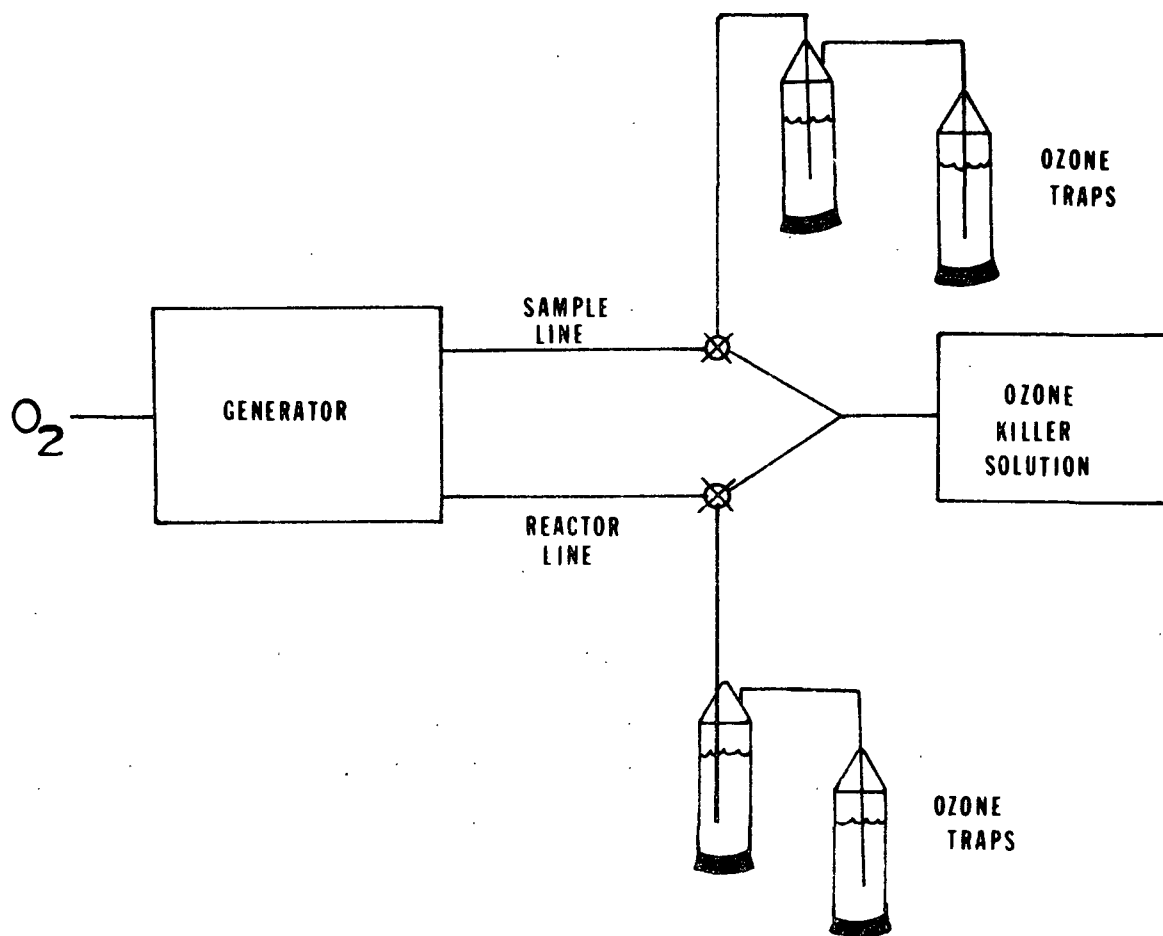 OZONE
TRAPS
SAMPLE
LINE
O2
GENERATOR
OZONE
KILLER
SOLUTION
REACTOR
LINE
OZONE
TRAPS